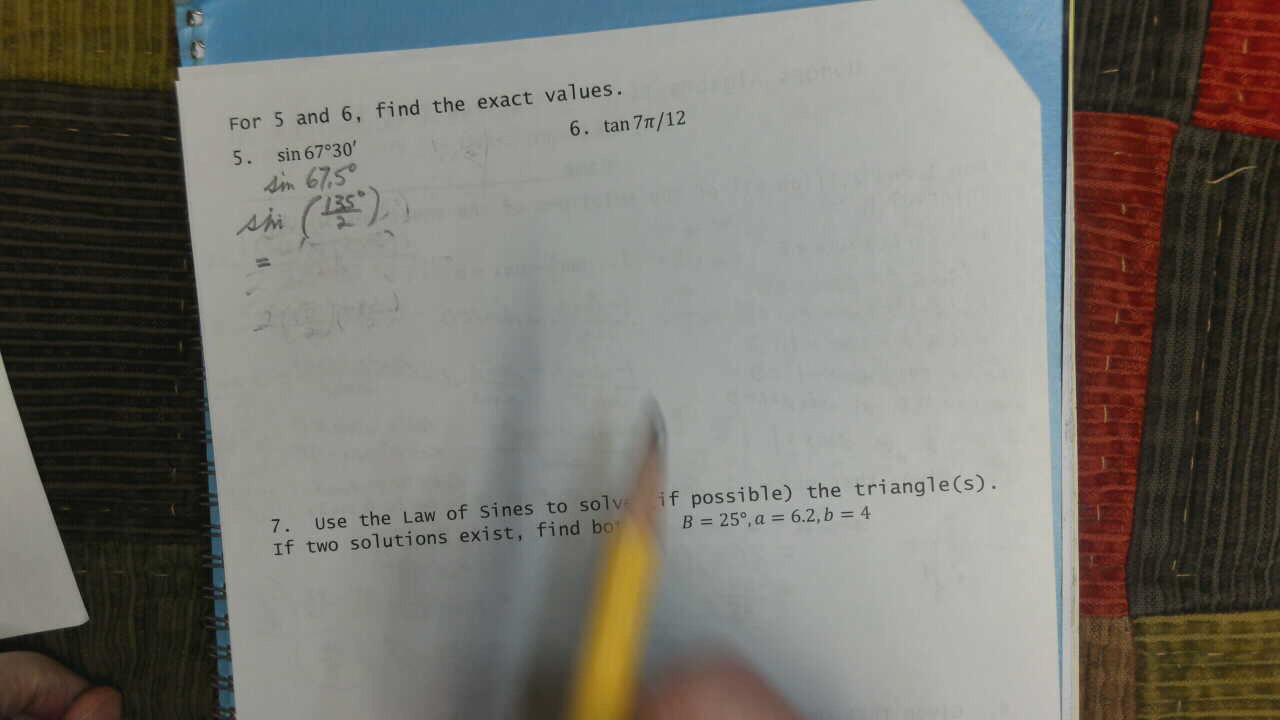 For 5 and 6, find the exact values.
5. sin 67°30′
6. tan 7π/12
sin 67.5°
sin (135°/2)
=
7. Use the Law of Sines to solve if possible) the triangle(s).
If two solutions exist, find B = 25°, a = 6.2, b = 4